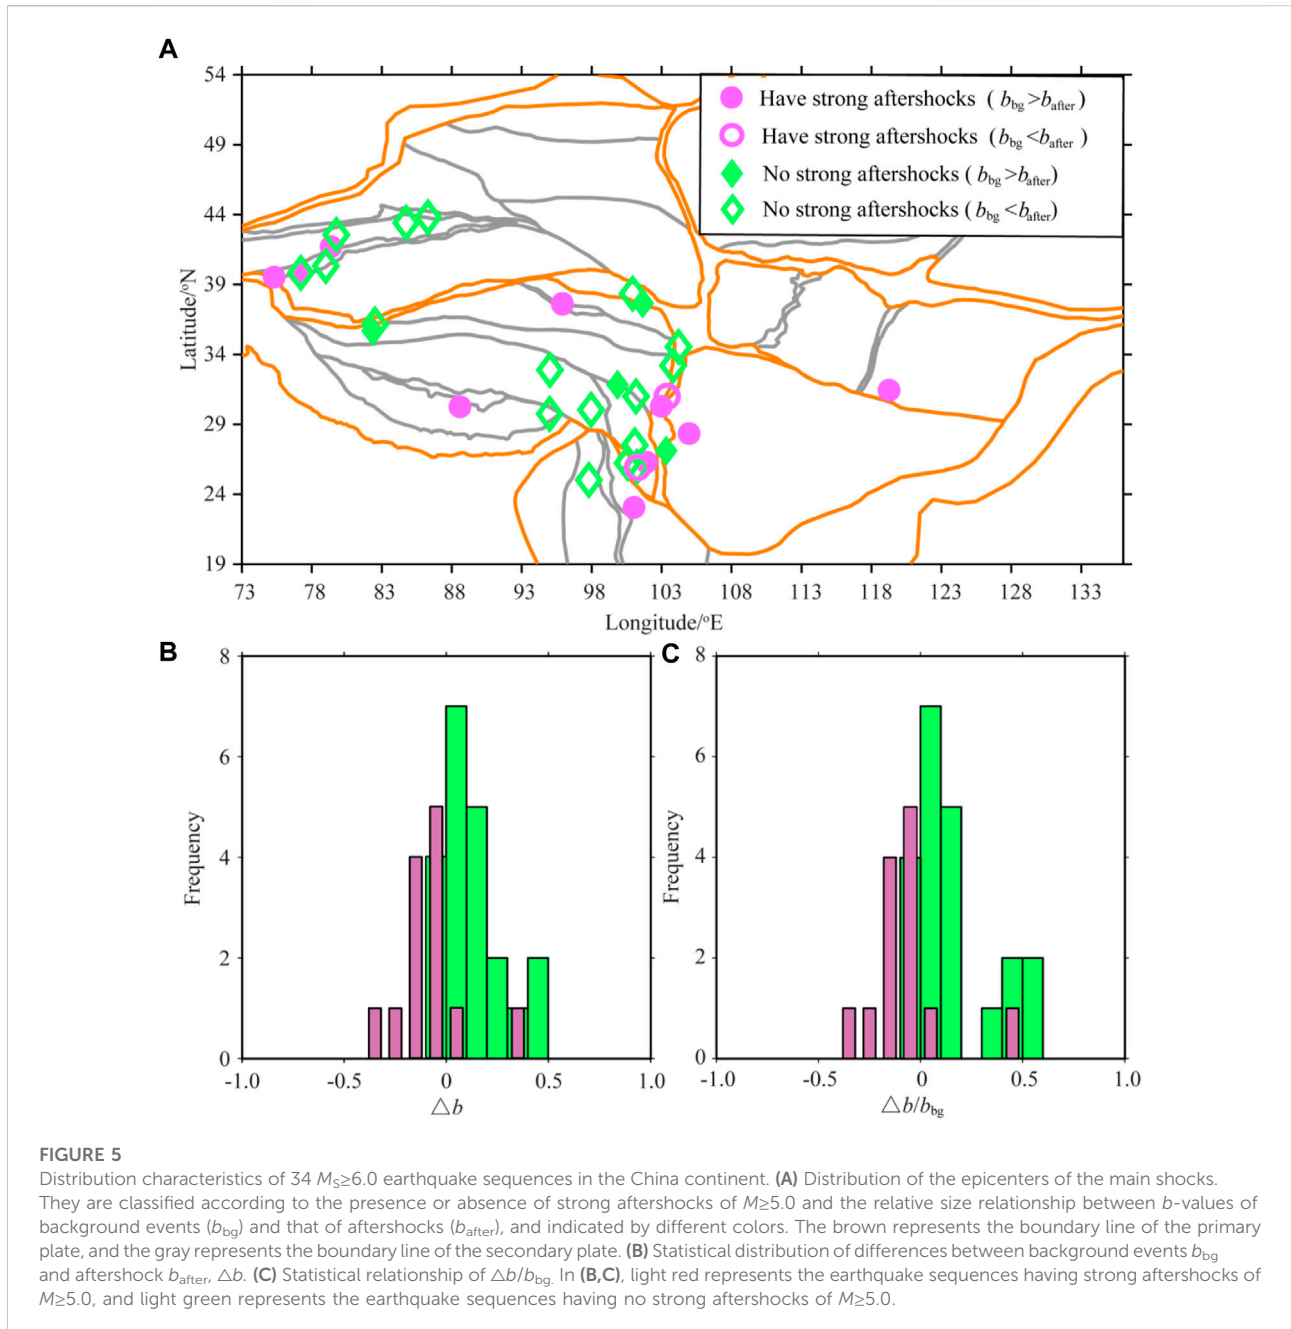 A
54
49
44
39
34
29
24
19
Latitude/°N
Have strong aftershocks ( bbg >bafter)
Have strong aftershocks (bbg <bafter )
No strong aftershocks ( bbg >bafter)
No strong aftershocks ( bbg <bafter)
73 78 83 88 93 98 103 108 113 118 123 128 133
Longitude/°E
B
8
6
4
2
0
Frequency
-1.0 -0.5 0 0.5 1.0
△b
C
8
6
4
2
0
Frequency
-1.0 -0.5 0 0.5 1.0
△b/bbg
FIGURE 5
Distribution characteristics of 34 MS≥6.0 earthquake sequences in the China continent. (A) Distribution of the epicenters of the main shocks.
They are classified according to the presence or absence of strong aftershocks of M≥5.0 and the relative size relationship between b-values of
background events (bbg) and that of aftershocks (bafter), and indicated by different colors. The brown represents the boundary line of the primary
plate, and the gray represents the boundary line of the secondary plate. (B) Statistical distribution of differences between background events bbg
and aftershock bafter, △b. (C) Statistical relationship of △b/bbg. In (B,C), light red represents the earthquake sequences having strong aftershocks of
M≥5.0, and light green represents the earthquake sequences having no strong aftershocks of M≥5.0.